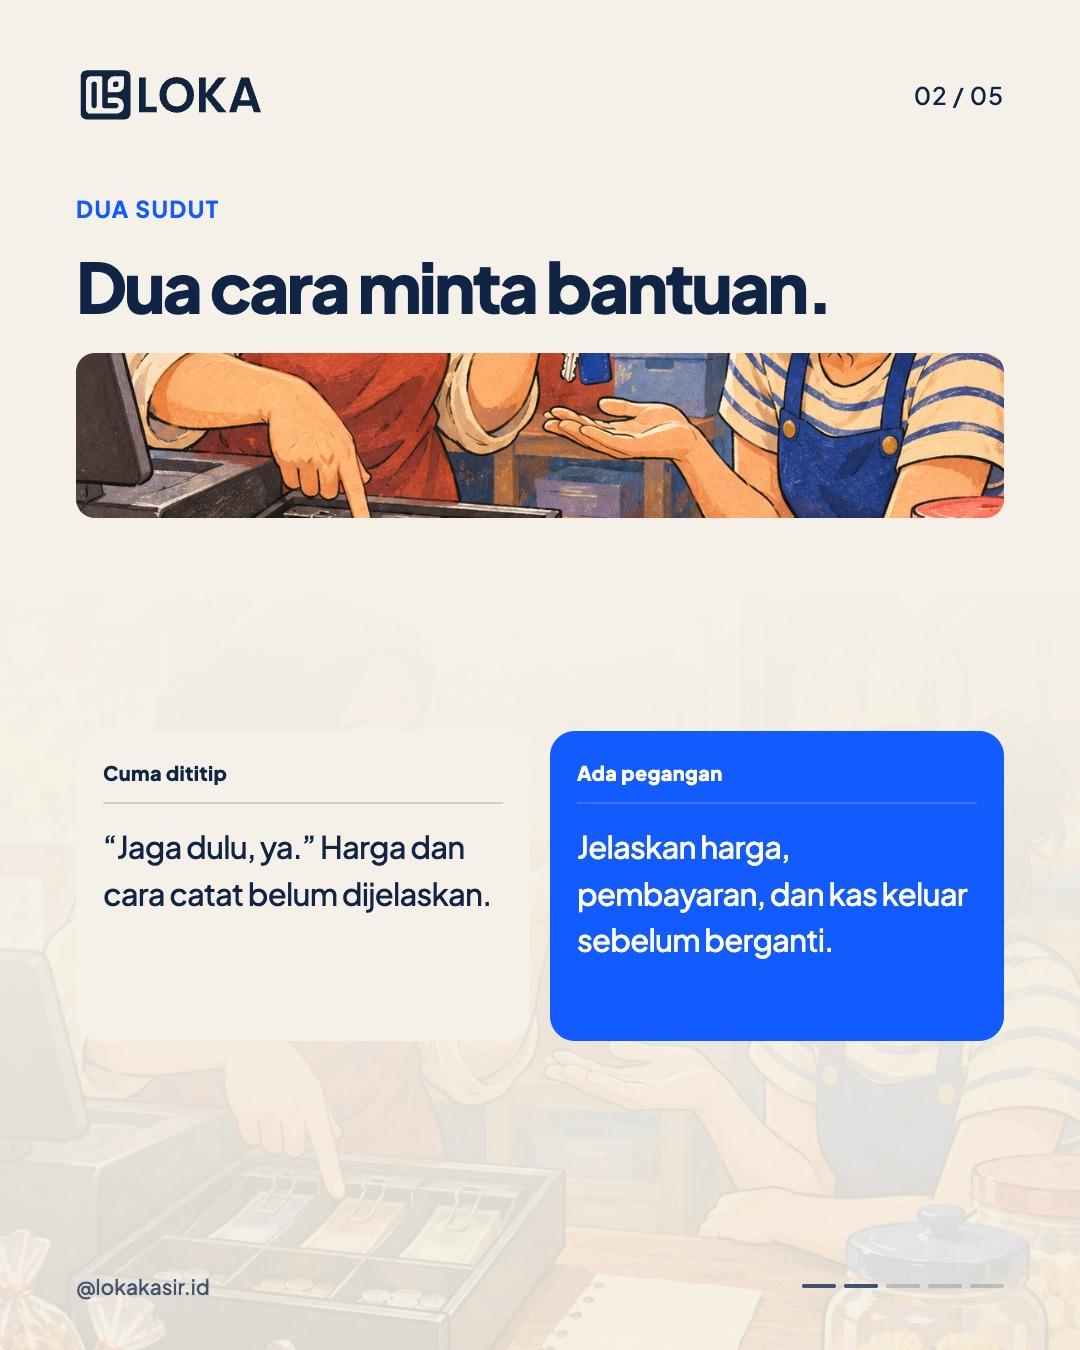 LOKA
02 / 05
DUA SUDUT
Dua cara minta bantuan.
Cuma dititip
“Jaga dulu, ya.” Harga dan
cara catat belum dijelaskan.
Ada pegangan
Jelaskan harga,
pembayaran, dan kas keluar
sebelum berganti.
@lokakasir.id